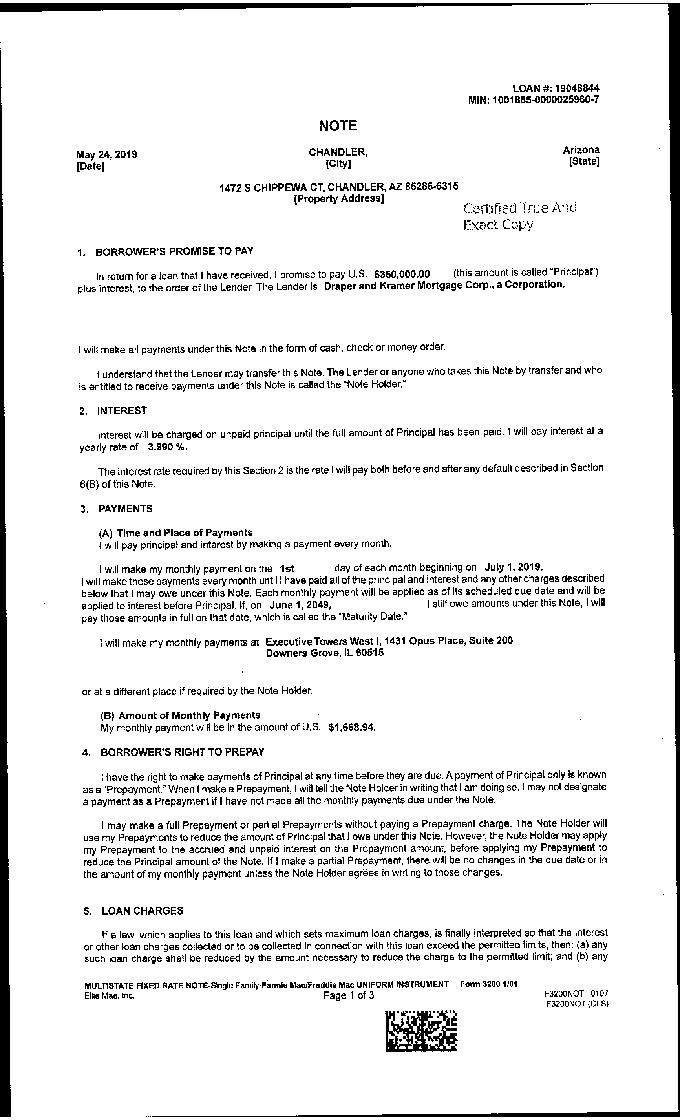 LOAN #: 19048844
MIN: 1001885-0000025960-7
NOTE
May 24, 2019 CHANDLER, Arizona
[Date] [City] [State]
1472 S CHIPPEWA CT, CHANDLER, AZ 85286-6315
[Property Address]
Certified True And
Exact Copy
1. BORROWER'S PROMISE TO PAY
In return for a loan that I have received, I promise to pay U.S. $350,000.00 (this amount is called "Principal")
plus interest, to the order of the Lender. The Lender is Draper and Kramer Mortgage Corp., a Corporation.
I will make all payments under this Note in the form of cash, check or money order.
I understand that the Lender may transfer this Note. The Lender or anyone who takes this Note by transfer and who
is entitled to receive payments under this Note is called the "Note Holder."
2. INTEREST
Interest will be charged on unpaid principal until the full amount of Principal has been paid. I will pay interest at a
yearly rate of 3.990 %.
The interest rate required by this Section 2 is the rate I will pay both before and after any default described in Section
6(B) of this Note.
3. PAYMENTS
(A) Time and Place of Payments
I will pay principal and interest by making a payment every month.
I will make my monthly payment on the 1st day of each month beginning on July 1, 2019.
I will make these payments every month until I have paid all of the principal and interest and any other charges described
below that I may owe under this Note. Each monthly payment will be applied as of its scheduled due date and will be
applied to interest before Principal. If, on June 1, 2049, I still owe amounts under this Note, I will
pay those amounts in full on that date, which is called the "Maturity Date."
I will make my monthly payments at Executive Towers West I, 1431 Opus Place, Suite 200
Downers Grove, IL 60515
or at a different place if required by the Note Holder.
(B) Amount of Monthly Payments
My monthly payment will be in the amount of U.S. $1,668.94.
4. BORROWER'S RIGHT TO PREPAY
I have the right to make payments of Principal at any time before they are due. A payment of Principal only is known
as a "Prepayment." When I make a Prepayment, I will tell the Note Holder in writing that I am doing so. I may not designate
a payment as a Prepayment if I have not made all the monthly payments due under the Note.
I may make a full Prepayment or partial Prepayments without paying a Prepayment charge. The Note Holder will
use my Prepayments to reduce the amount of Principal that I owe under this Note. However, the Note Holder may apply
my Prepayment to the accrued and unpaid interest on the Prepayment amount, before applying my Prepayment to
reduce the Principal amount of the Note. If I make a partial Prepayment, there will be no changes in the due date or in
the amount of my monthly payment unless the Note Holder agrees in writing to those changes.
5. LOAN CHARGES
If a law, which applies to this loan and which sets maximum loan charges, is finally interpreted so that the interest
or other loan charges collected or to be collected in connection with this loan exceed the permitted limits, then: (a) any
such loan charge shall be reduced by the amount necessary to reduce the charge to the permitted limit; and (b) any
MULTISTATE FIXED RATE NOTE-Single Family-Fannie Mae/Freddie Mac UNIFORM INSTRUMENT Form 3200 1/01
Ellie Mae, Inc. Page 1 of 3 F3200NOT 0107
F3200NOT (CLS)